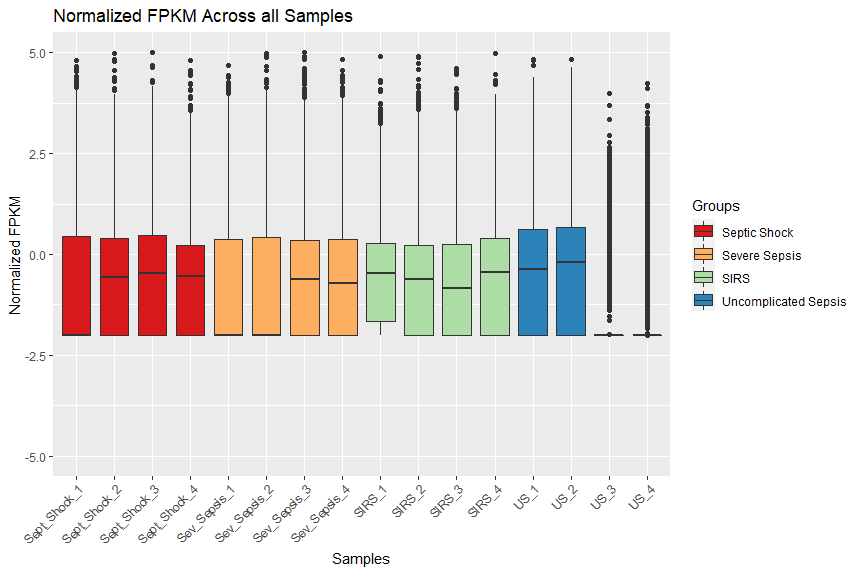 Normalized FPKM Across all Samples
Normalized FPKM
5.0
2.5
0.0
-2.5
-5.0
Sept_Shock_1
Sept_Shock_2
Sept_Shock_3
Sept_Shock_4
Sev_Sepsis_1
Sev_Sepsis_2
Sev_Sepsis_3
Sev_Sepsis_4
SIRS_1
SIRS_2
SIRS_3
SIRS_4
US_1
US_2
US_3
US_4
Samples
Groups
Septic Shock
Severe Sepsis
SIRS
Uncomplicated Sepsis